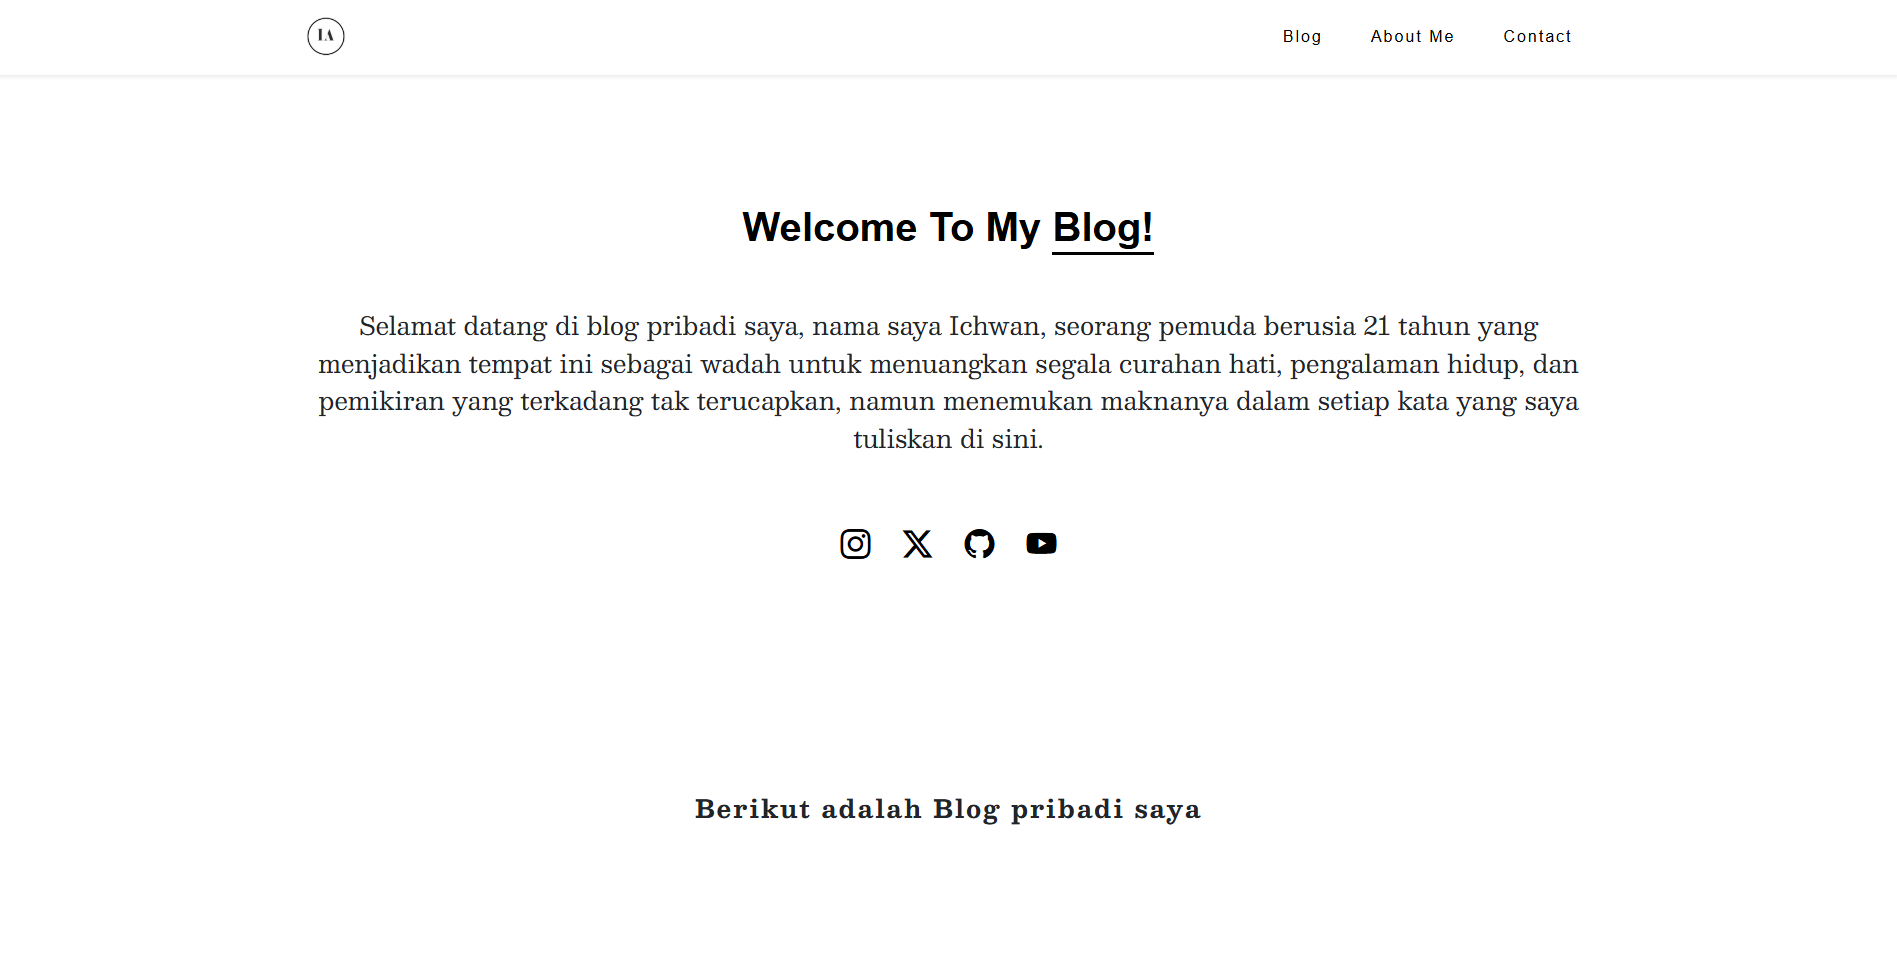 IA
Blog
About Me
Contact
Welcome To My Blog!
Selamat datang di blog pribadi saya, nama saya Ichwan, seorang pemuda berusia 21 tahun yang
menjadikan tempat ini sebagai wadah untuk menuangkan segala curahan hati, pengalaman hidup, dan
pemikiran yang terkadang tak terucapkan, namun menemukan maknanya dalam setiap kata yang saya
tuliskan di sini.
Berikut adalah Blog pribadi saya